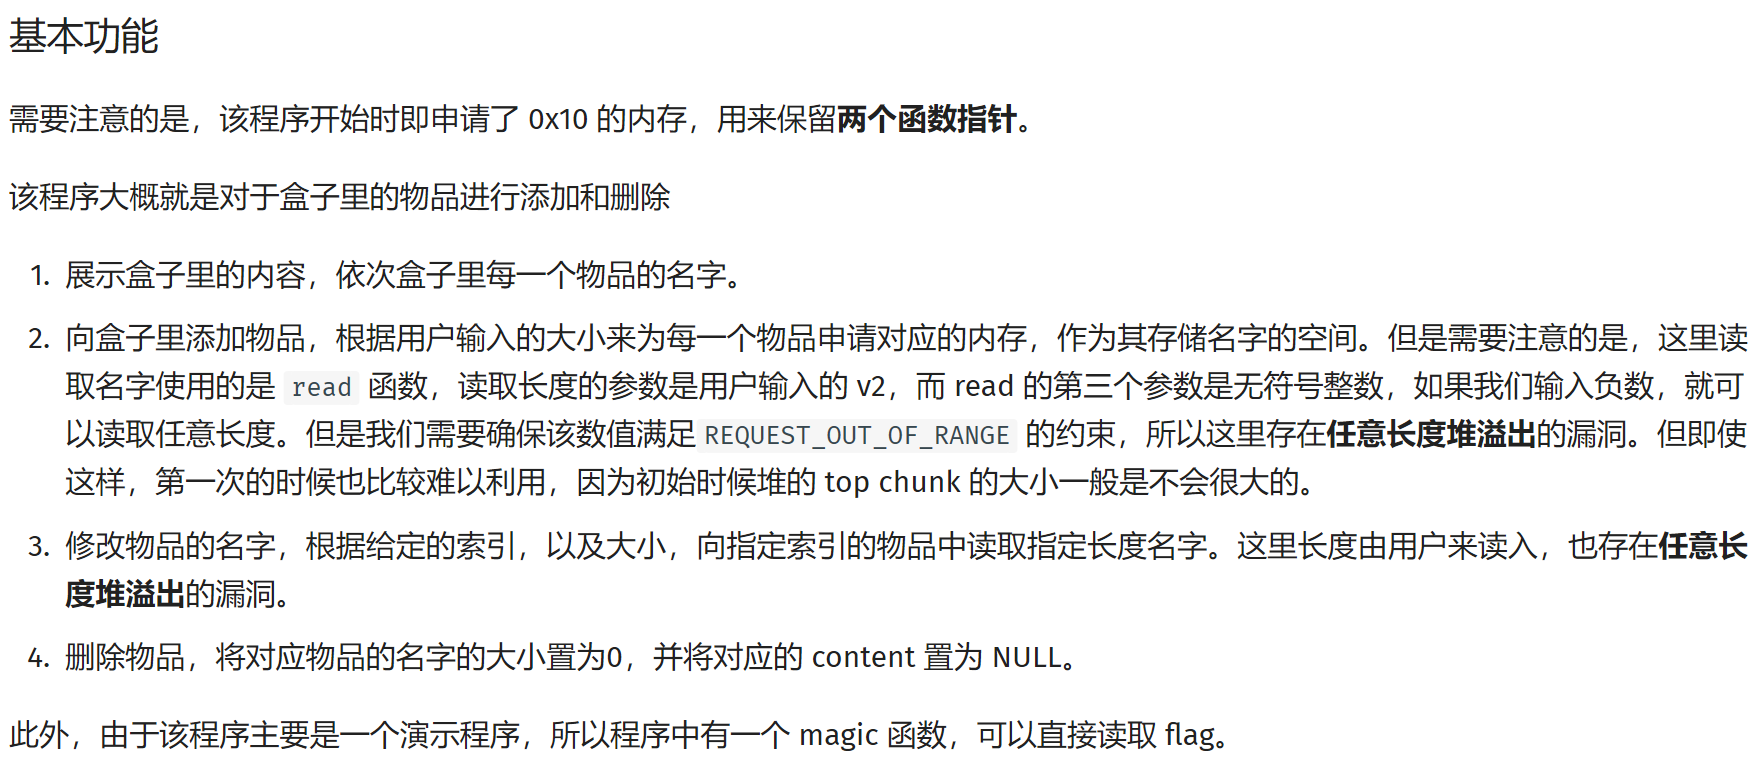 基本功能
需要注意的是，该程序开始时即申请了 0x10 的内存，用来保留两个函数指针。
该程序大概就是对于盒子里的物品进行添加和删除
1. 展示盒子里的内容，依次盒子里每一个物品的名字。
2. 向盒子里添加物品，根据用户输入的大小来为每一个物品申请对应的内存，作为其存储名字的空间。但是需要注意的是，这里读
取名字使用的是 read 函数，读取长度的参数是用户输入的 v2，而 read 的第三个参数是无符号整数，如果我们输入负数，就可
以读取任意长度。但是我们需要确保该数值满足 REQUEST_OUT_OF_RANGE 的约束，所以这里存在任意长度堆溢出的漏洞。但即使
这样，第一次的时候也比较难以利用，因为初始时候堆的 top chunk 的大小一般是不会很大的。
3. 修改物品的名字，根据给定的索引，以及大小，向指定索引的物品中读取指定长度名字。这里长度由用户来读入，也存在任意长
度堆溢出的漏洞。
4. 删除物品，将对应物品的名字的大小置为0，并将对应的 content 置为 NULL。
此外，由于该程序主要是一个演示程序，所以程序中有一个 magic 函数，可以直接读取 flag。